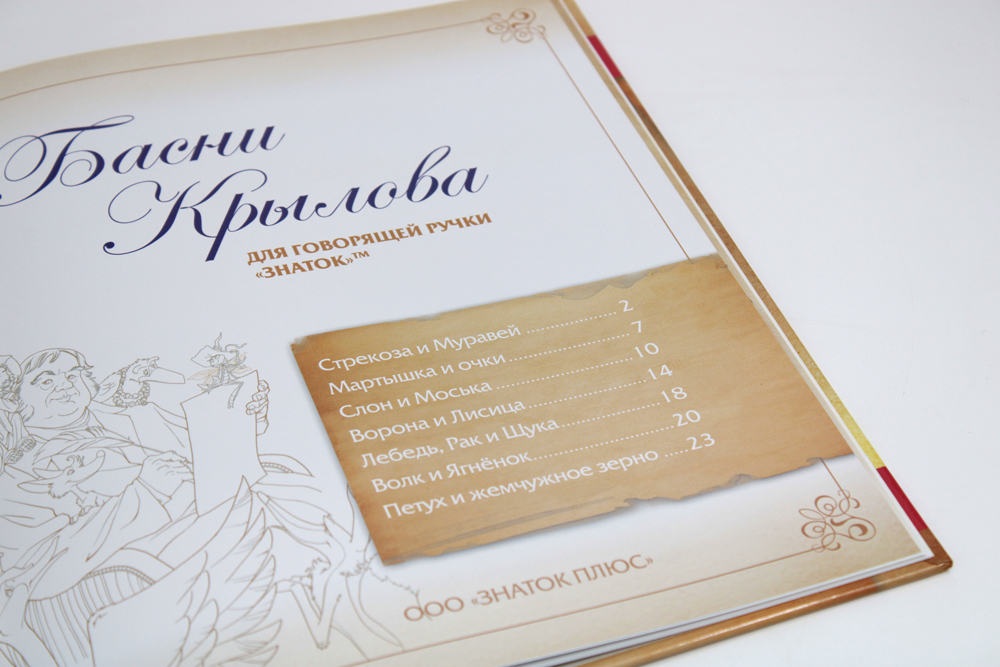 Басни
Крылова
ДЛЯ ГОВОРЯЩЕЙ РУЧКИ
«ЗНАТОК»™
Стрекоза и Муравей .................... 2
Мартышка и очки ........................... 7
Слон и Моська ............................... 10
Ворона и Лисица ........................... 14
Лебедь, Рак и Щука ...................... 18
Волк и Ягнёнок ............................... 20
Петух и жемчужное зерно ..... 23
ООО «ЗНАТОК ПЛЮС»